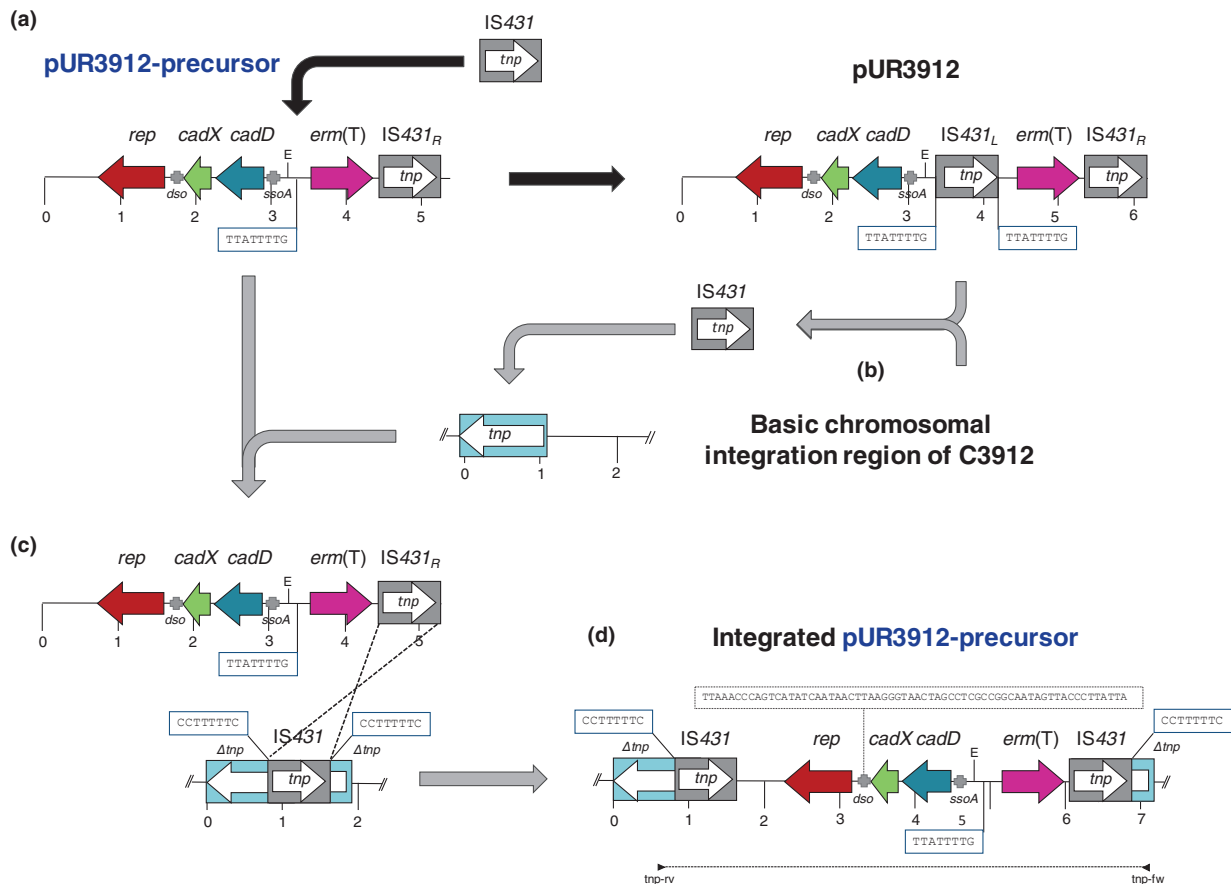 (a)
IS431
tnp
pUR3912-precursor
pUR3912
rep cadX cadD erm(T) IS431R
E
tnp
dso ssoA
0 1 2 3 4 5
TTATTTTG
rep cadX cadD IS431L erm(T) IS431R
E
tnp tnp
dso ssoA
0 1 2 3 4 5 6
TTATTTTG TTATTTTG
IS431
tnp
(b)
Basic chromosomal
integration region of C3912
// tnp //
0 1 2
(c)
rep cadX cadD erm(T) IS431R
E
tnp
dso ssoA
0 1 2 3 4 5
TTATTTTG
CCTTTTTC CCTTTTTC
Δtnp IS431 Δtnp
// tnp //
0 1 2
(d)
Integrated pUR3912-precursor
TTAAACCCAGTCATATCAATAACTTAAGGGTAACTAGCCTCGCCGGCAATAGTTACCCTTATTA
CCTTTTTC CCTTTTTC
Δtnp IS431 rep cadX cadD E erm(T) IS431 Δtnp
// tnp tnp //
dso ssoA
0 1 2 3 4 5 6 7
TTATTTTG
tnp-rv tnp-fw